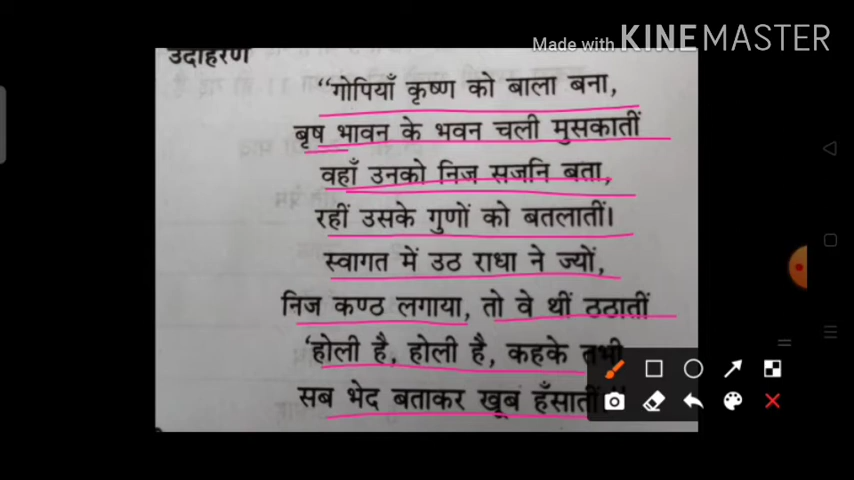 Made with KINEMASTER
उदाहरण
“गोपियाँ कृष्ण को बाला बना,
बृष भावन के भवन चली मुसकातीं
वहाँ उनको निज सजनि बता,
रहीं उसके गुणों को बतलातीं।
स्वागत में उठ राधा ने ज्यों,
निज कण्ठ लगाया, तो वे थीं ठठातीं
‘होली है, होली है, कहके तभी
सब भेद बताकर खूब हँसातीं